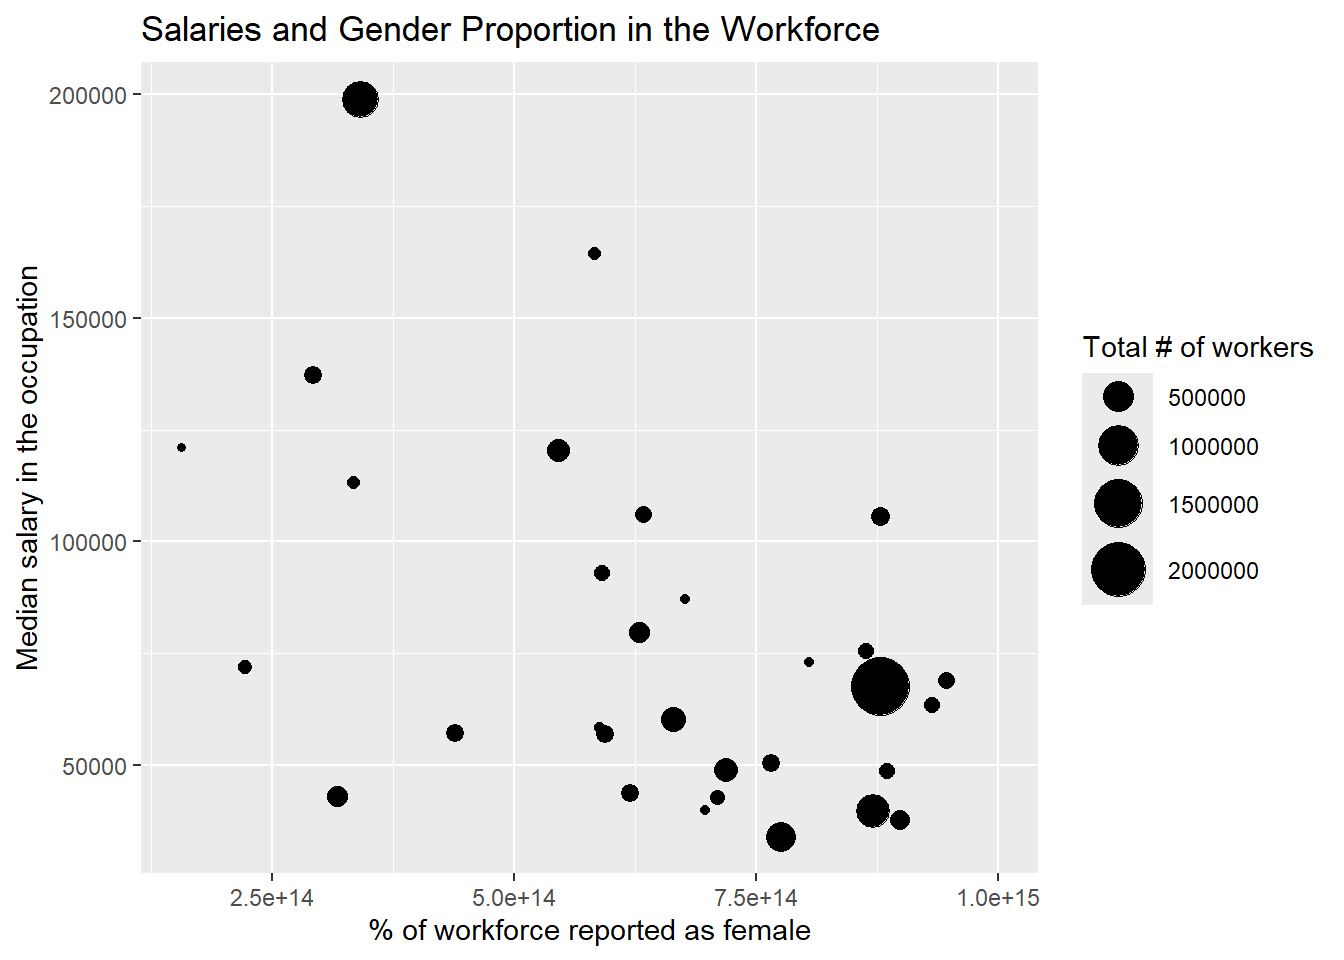 Salaries and Gender Proportion in the Workforce
200000
150000
100000
50000
Median salary in the occupation
2.5e+14
5.0e+14
7.5e+14
1.0e+15
% of workforce reported as female
Total # of workers
500000
1000000
1500000
2000000